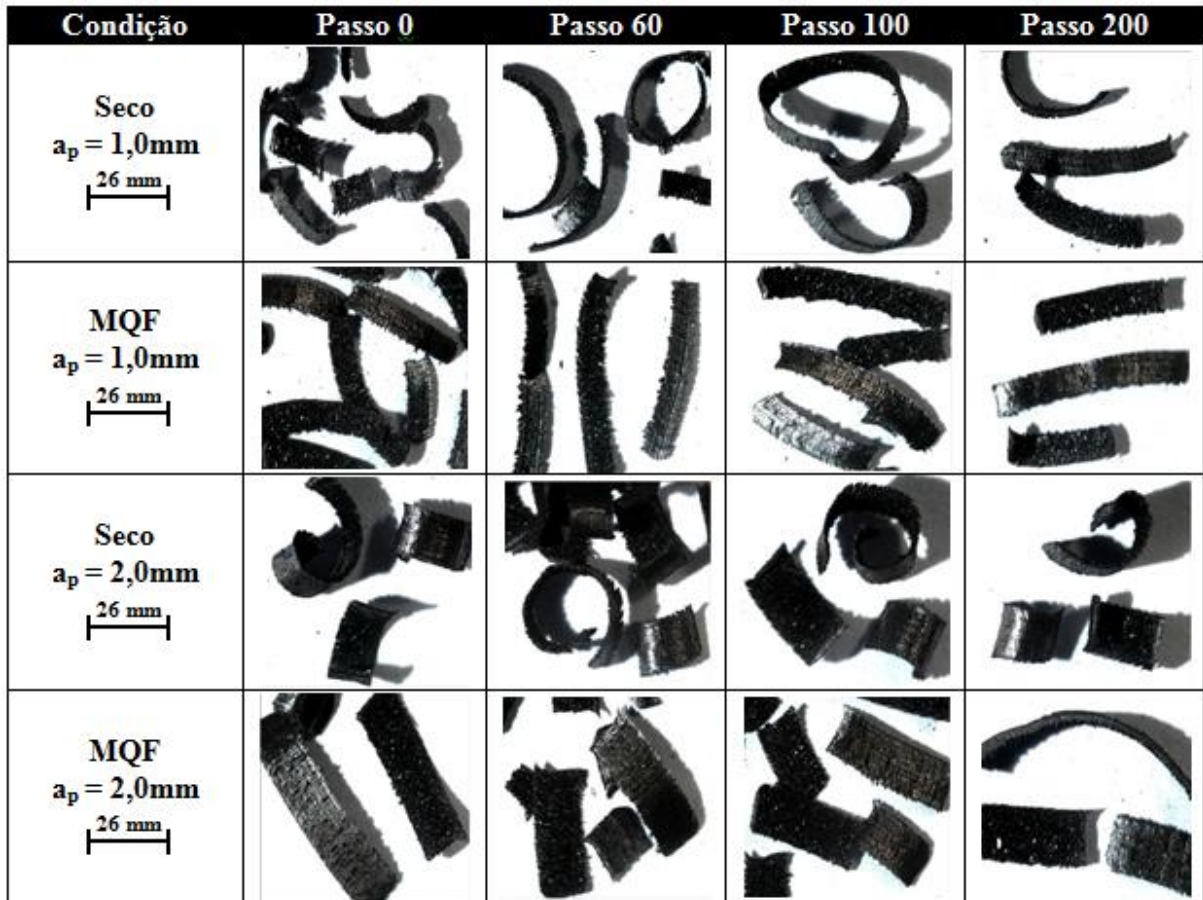 Condição Passo 0 Passo 60 Passo 100 Passo 200
Seco
aₚ = 1,0mm
26 mm
MQF
aₚ = 1,0mm
26 mm
Seco
aₚ = 2,0mm
26 mm
MQF
aₚ = 2,0mm
26 mm